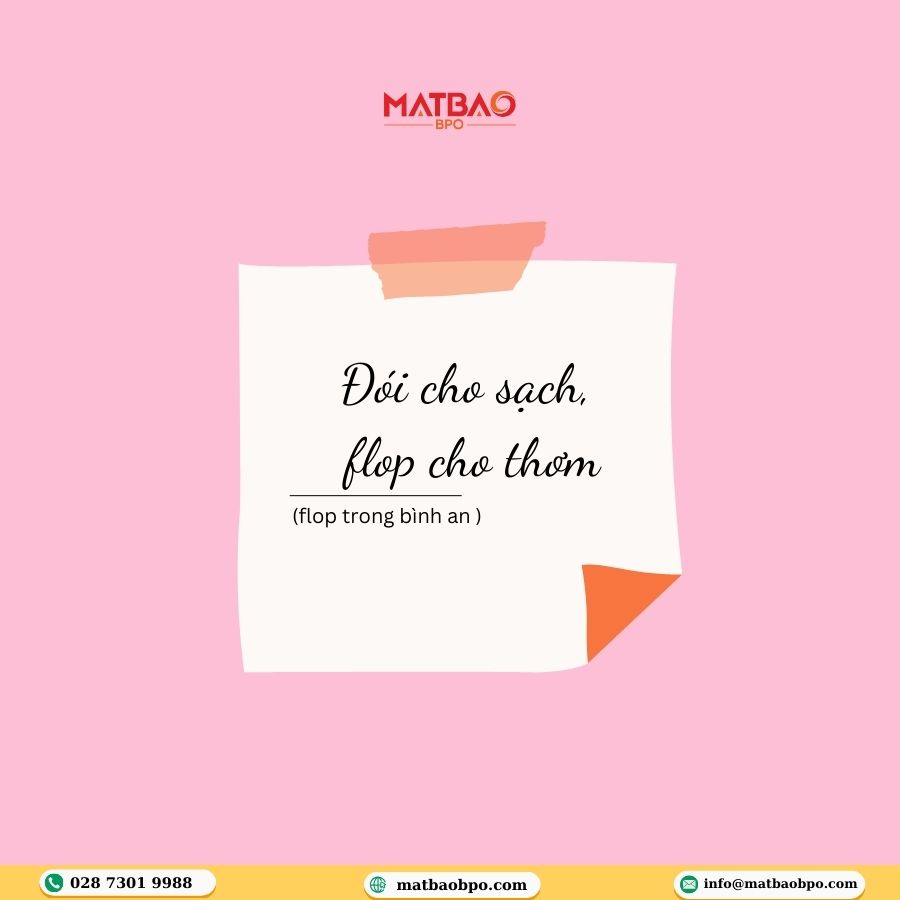 MATBAO
BPO
Đói cho sạch,
flop cho thơm
(flop trong bình an )
028 7301 9988
matbaobpo.com
info@matbaobpo.com